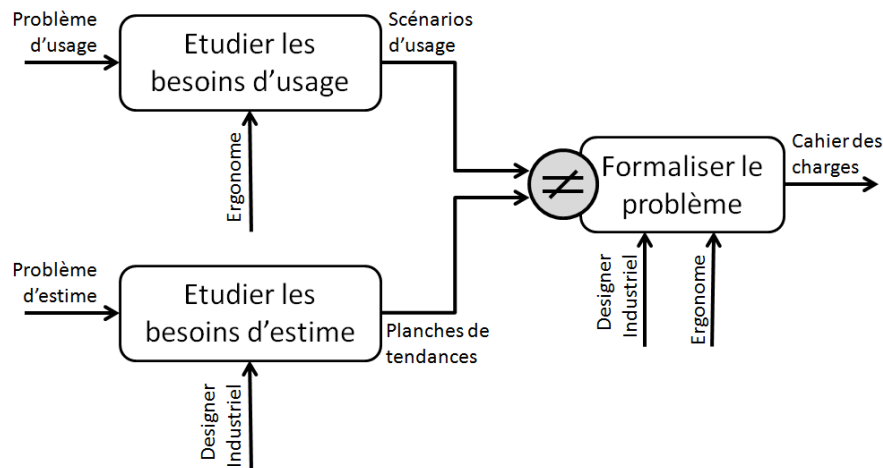 Problème
d'usage
Etudier les
besoins d'usage
Scénarios
d'usage
Ergonome
≠
Formaliser le
problème
Cahier des
charges
Designer
Industriel
Ergonome
Problème
d'estime
Etudier les
besoins d'estime
Planches de
tendances
Designer
Industriel